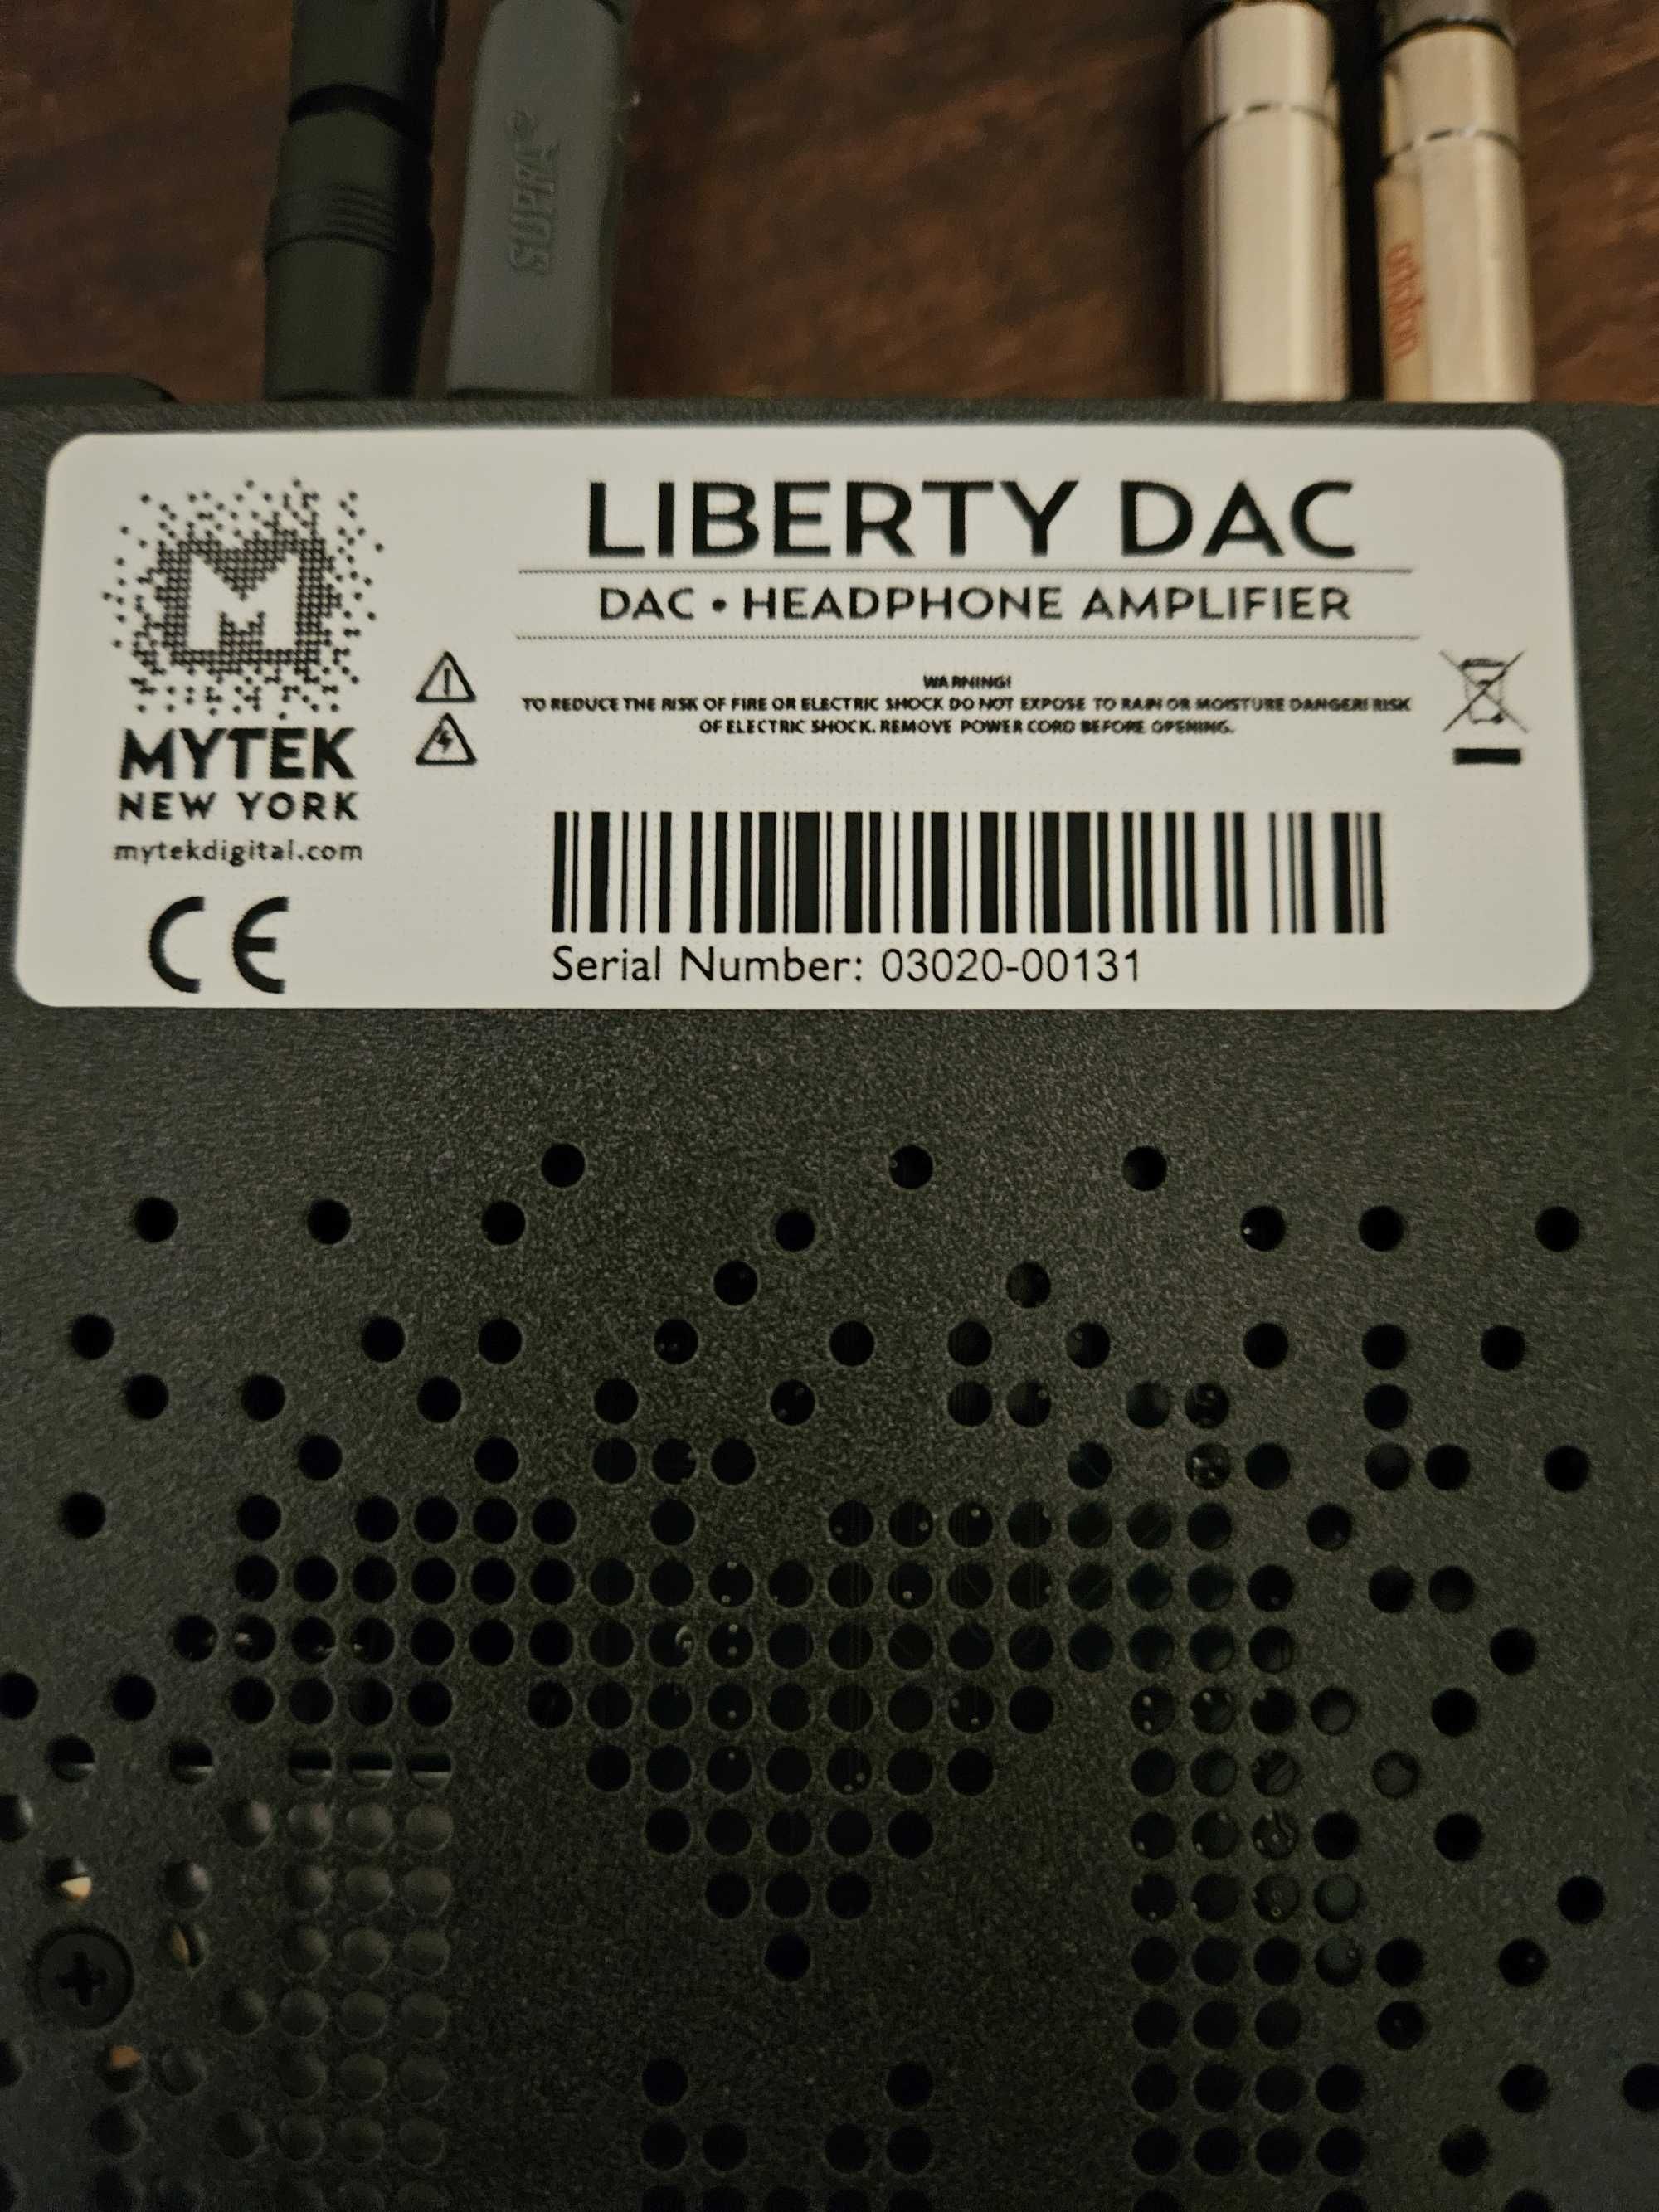 SUPRA®
LIBERTY DAC
DAC • HEADPHONE AMPLIFIER
WARNING!
TO REDUCE THE RISK OF FIRE OR ELECTRIC SHOCK DO NOT EXPOSE TO RAIN OR MOISTURE DANGER! RISK
OF ELECTRIC SHOCK. REMOVE POWER CORD BEFORE OPENING.
M
MYTEK
NEW YORK
mytekdigital.com
CE
Serial Number: 03020-00131